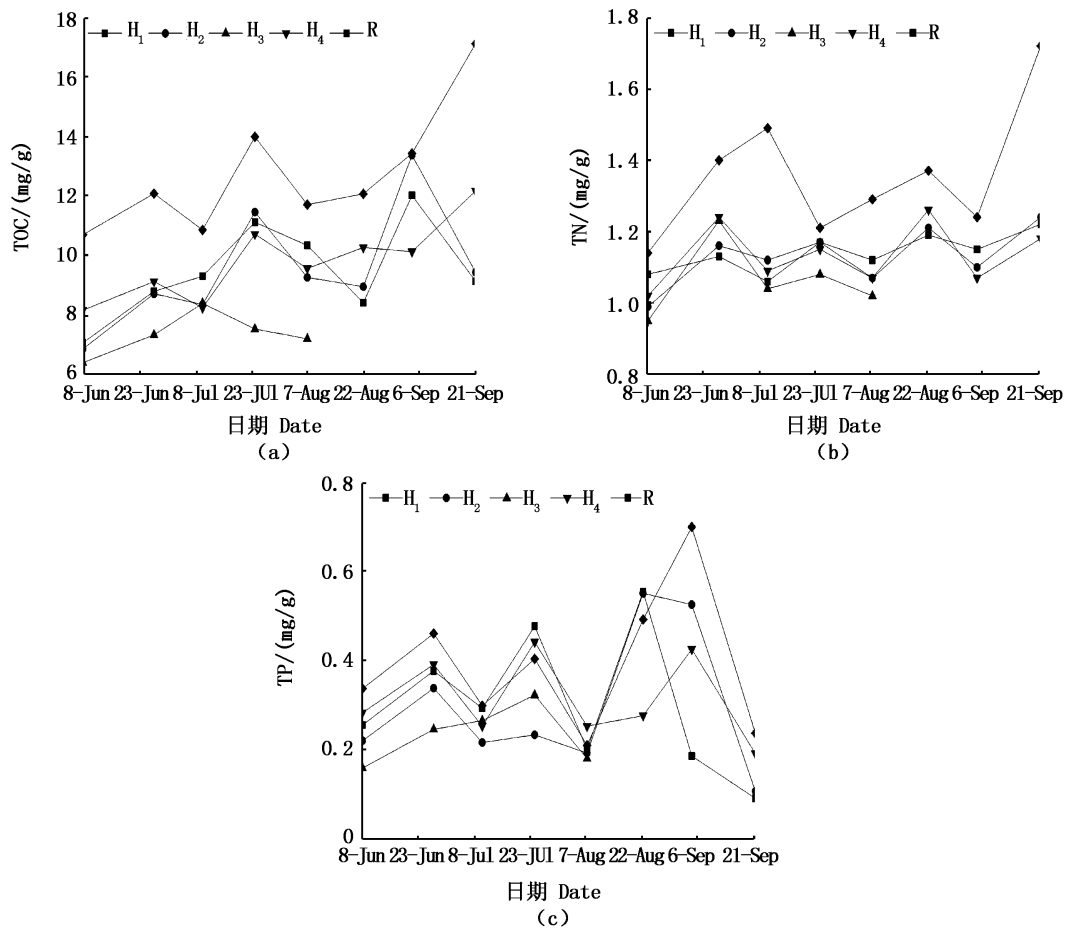 18
16
14
12
10
8
6
TOC/(mg/g)
H₁ H₂ H₃ H₄ R
8-Jun 23-Jun 8-Jul 23-JUl 7-Aug 22-Aug 6-Sep 21-Sep
日期 Date
(a)
1.8
1.6
1.4
1.2
1.0
0.8
TN/(mg/g)
H₁ H₂ H₃ H₄ R
8-Jun 23-Jun 8-Jul 23-JUl 7-Aug 22-Aug 6-Sep 21-Sep
日期 Date
(b)
0.8
0.6
0.4
0.2
0
TP/(mg/g)
H₁ H₂ H₃ H₄ R
8-Jun 23-Jun 8-Jul 23-JUl 7-Aug 22-Aug 6-Sep 21-Sep
日期 Date
(c)